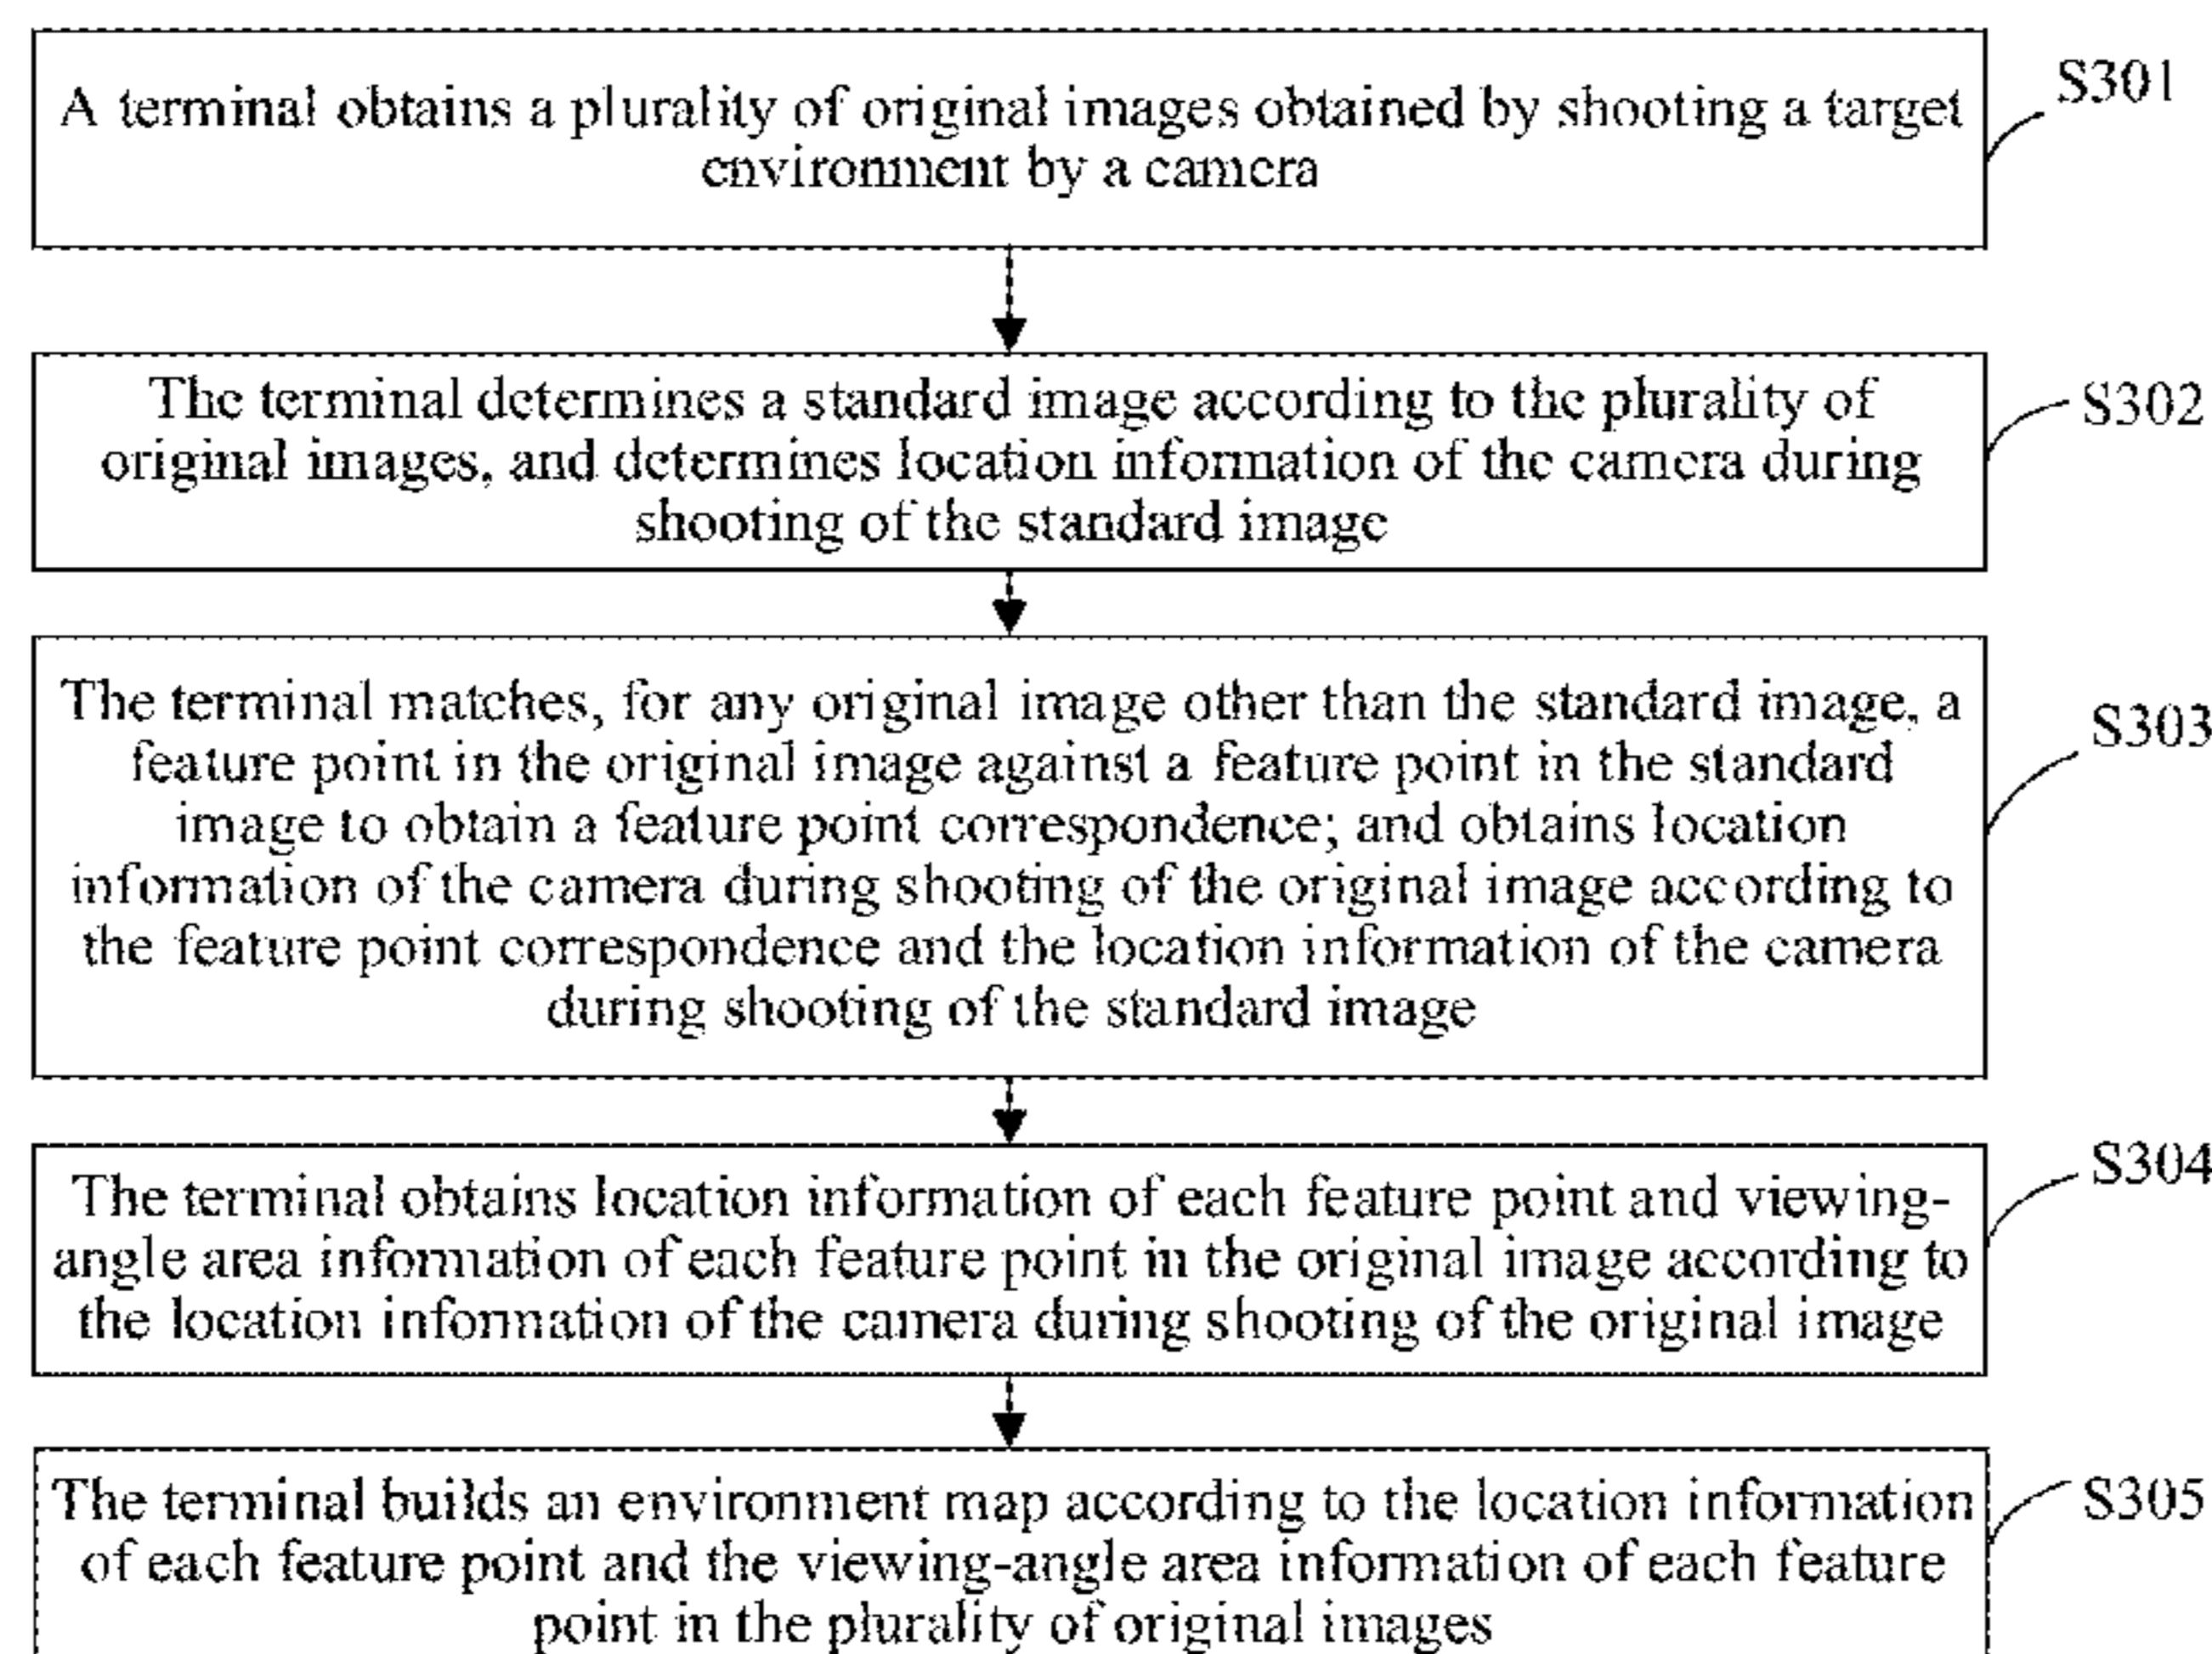 A terminal obtains a plurality of original images obtained by shooting a target
environment by a camera
S301
The terminal determines a standard image according to the plurality of
original images, and determines location information of the camera during
shooting of the standard image
S302
The terminal matches, for any original image other than the standard image, a
feature point in the original image against a feature point in the standard
image to obtain a feature point correspondence; and obtains location
information of the camera during shooting of the original image according to
the feature point correspondence and the location information of the camera
during shooting of the standard image
S303
The terminal obtains location information of each feature point and viewing-
angle area information of each feature point in the original image according to
the location information of the camera during shooting of the original image
S304
The terminal builds an environment map according to the location information
of each feature point and the viewing-angle area information of each feature
point in the plurality of original images
S305